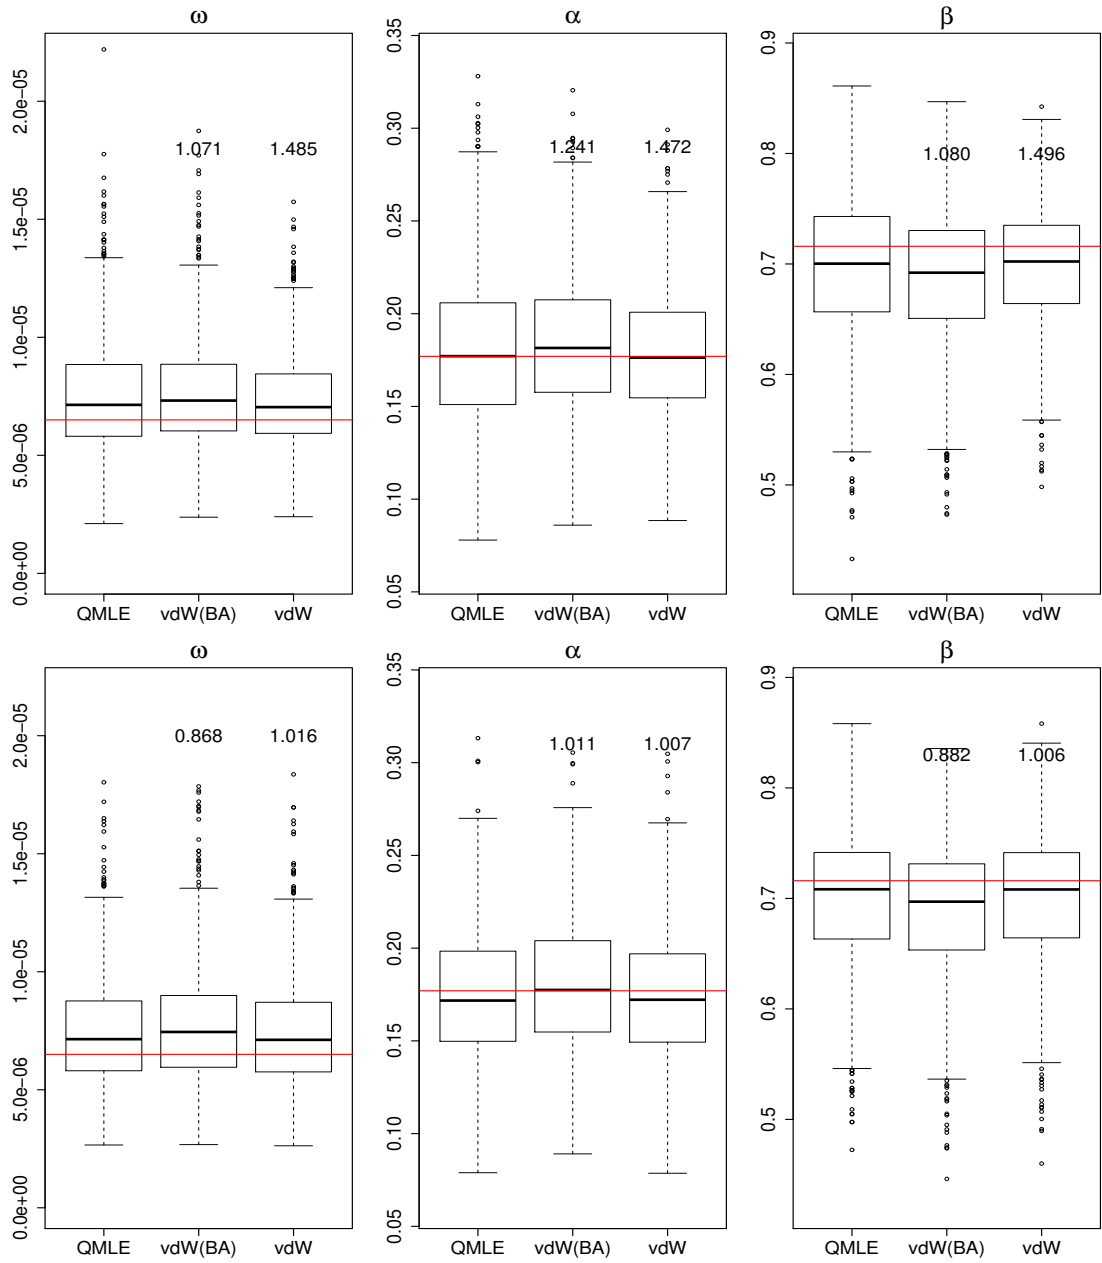 ω
2.0e−05
1.5e−05
1.0e−05
5.0e−06
0.0e+00
1.071 1.485
QMLE vdW(BA) vdW
α
0.35
0.30
0.25
0.20
0.15
0.10
0.05
1.241 1.472
QMLE vdW(BA) vdW
β
0.9
0.8
0.7
0.6
0.5
1.080 1.496
QMLE vdW(BA) vdW
ω
2.0e−05
1.5e−05
1.0e−05
5.0e−06
0.0e+00
0.868 1.016
QMLE vdW(BA) vdW
α
0.35
0.30
0.25
0.20
0.15
0.10
0.05
1.011 1.007
QMLE vdW(BA) vdW
β
0.9
0.8
0.7
0.6
0.5
0.882 1.006
QMLE vdW(BA) vdW